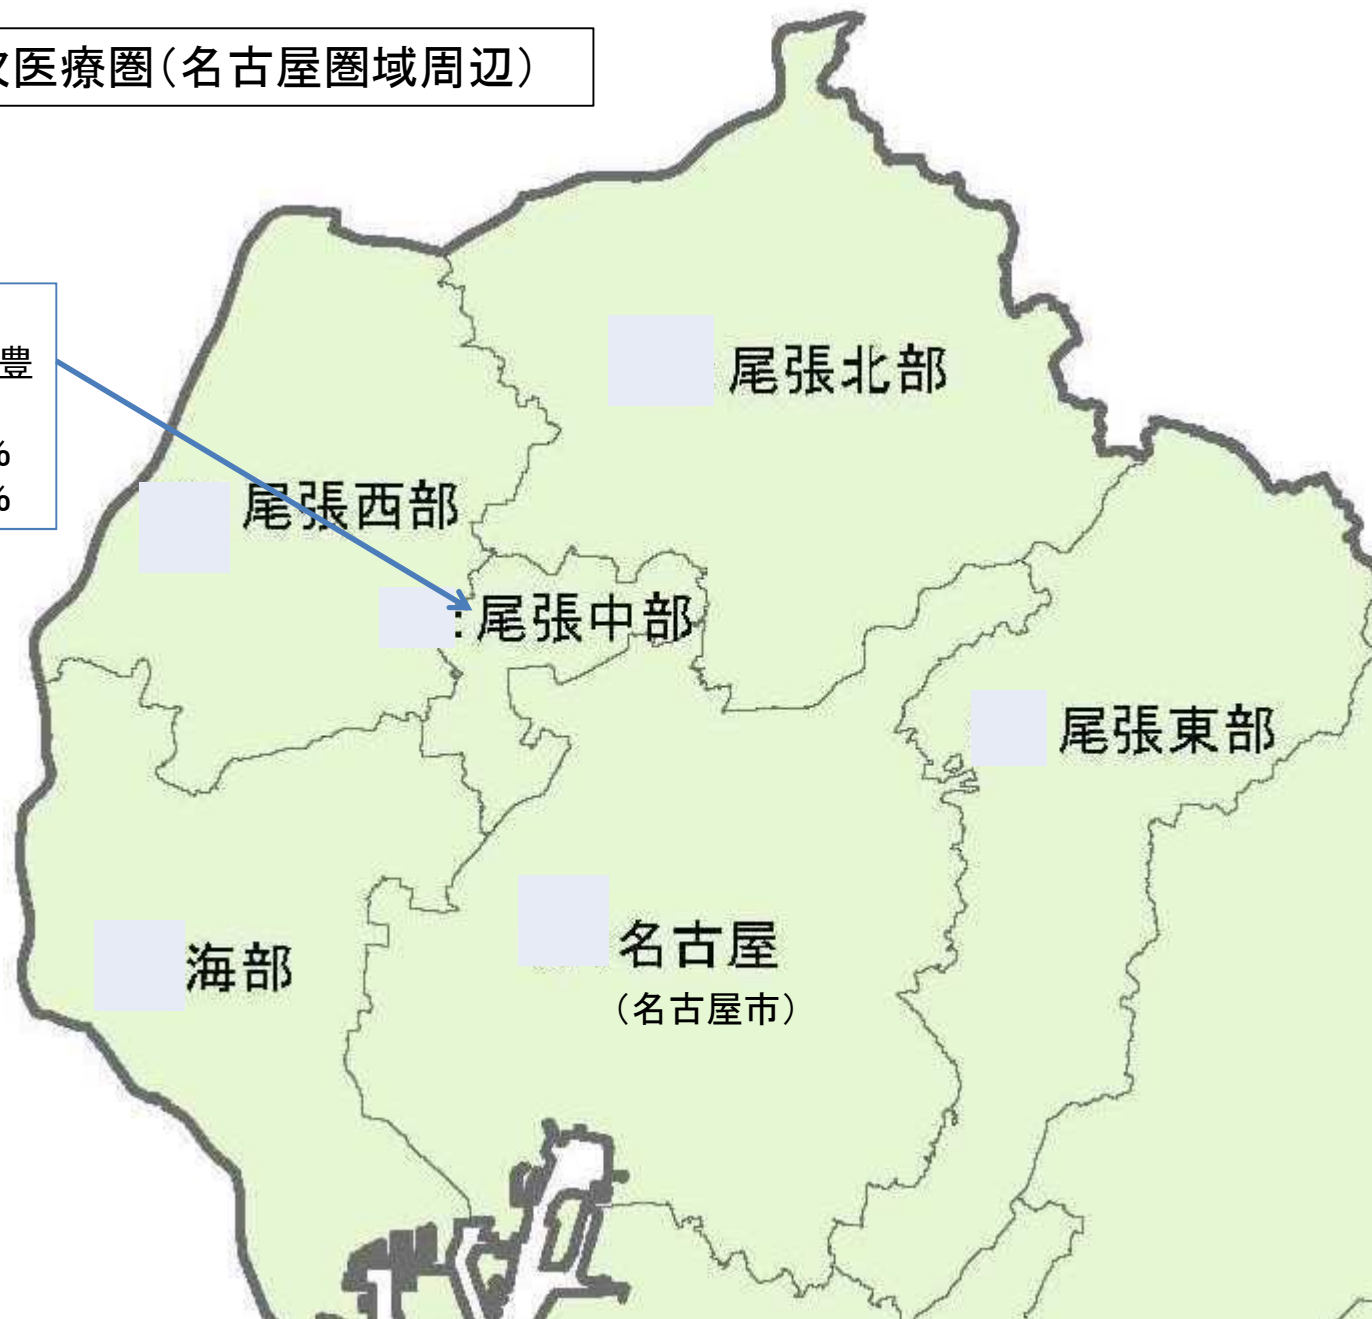 次医療圏（名古屋圏域周辺）
豊
%
%
尾張北部
尾張西部
:尾張中部
尾張東部
名古屋
（名古屋市）
海部